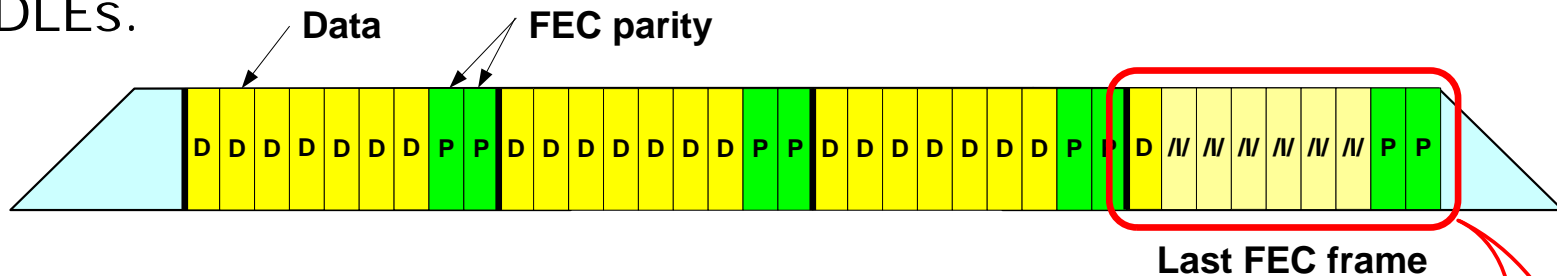 DLEs.
Data FEC parity
D D D D D D D P P D D D D D D D P P D D D D D D D P P D /I/ /I/ /I/ /I/ /I/ /I/ P P
Last FEC frame